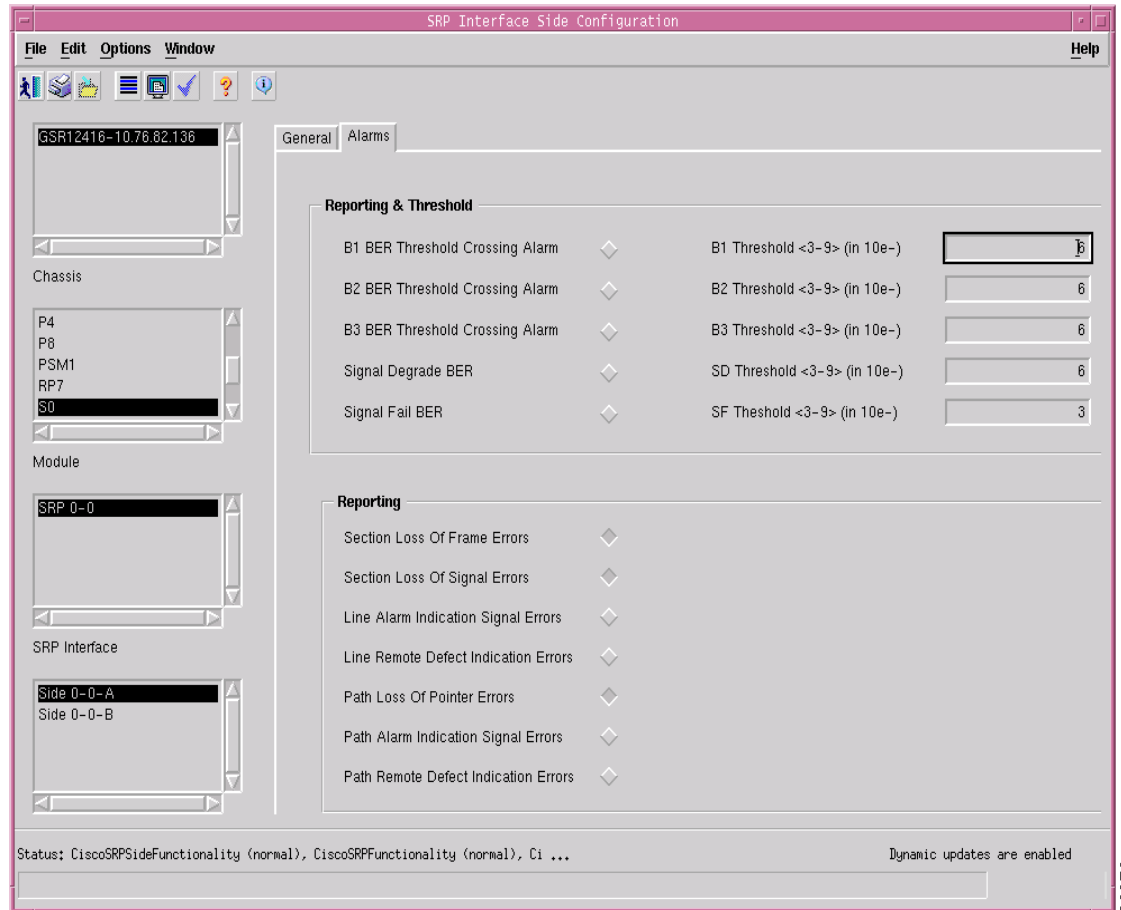 SRP Interface Side Configuration
File Edit Options Window Help
GSR12416-10.76.82.136
Chassis
P4
P8
PSM1
RP7
S0
Module
SRP 0-0
SRP Interface
Side 0-0-A
Side 0-0-B
General Alarms
Reporting & Threshold
B1 BER Threshold Crossing Alarm B1 Threshold <3-9> (in 10e-) 6
B2 BER Threshold Crossing Alarm B2 Threshold <3-9> (in 10e-) 6
B3 BER Threshold Crossing Alarm B3 Threshold <3-9> (in 10e-) 6
Signal Degrade BER SD Threshold <3-9> (in 10e-) 6
Signal Fail BER SF Theshold <3-9> (in 10e-) 3
Reporting
Section Loss Of Frame Errors
Section Loss Of Signal Errors
Line Alarm Indication Signal Errors
Line Remote Defect Indication Errors
Path Loss Of Pointer Errors
Path Alarm Indication Signal Errors
Path Remote Defect Indication Errors
Status: CiscoSRPSideFunctionality (normal), CiscoSRPFunctionality (normal), Ci ... Dynamic updates are enabled